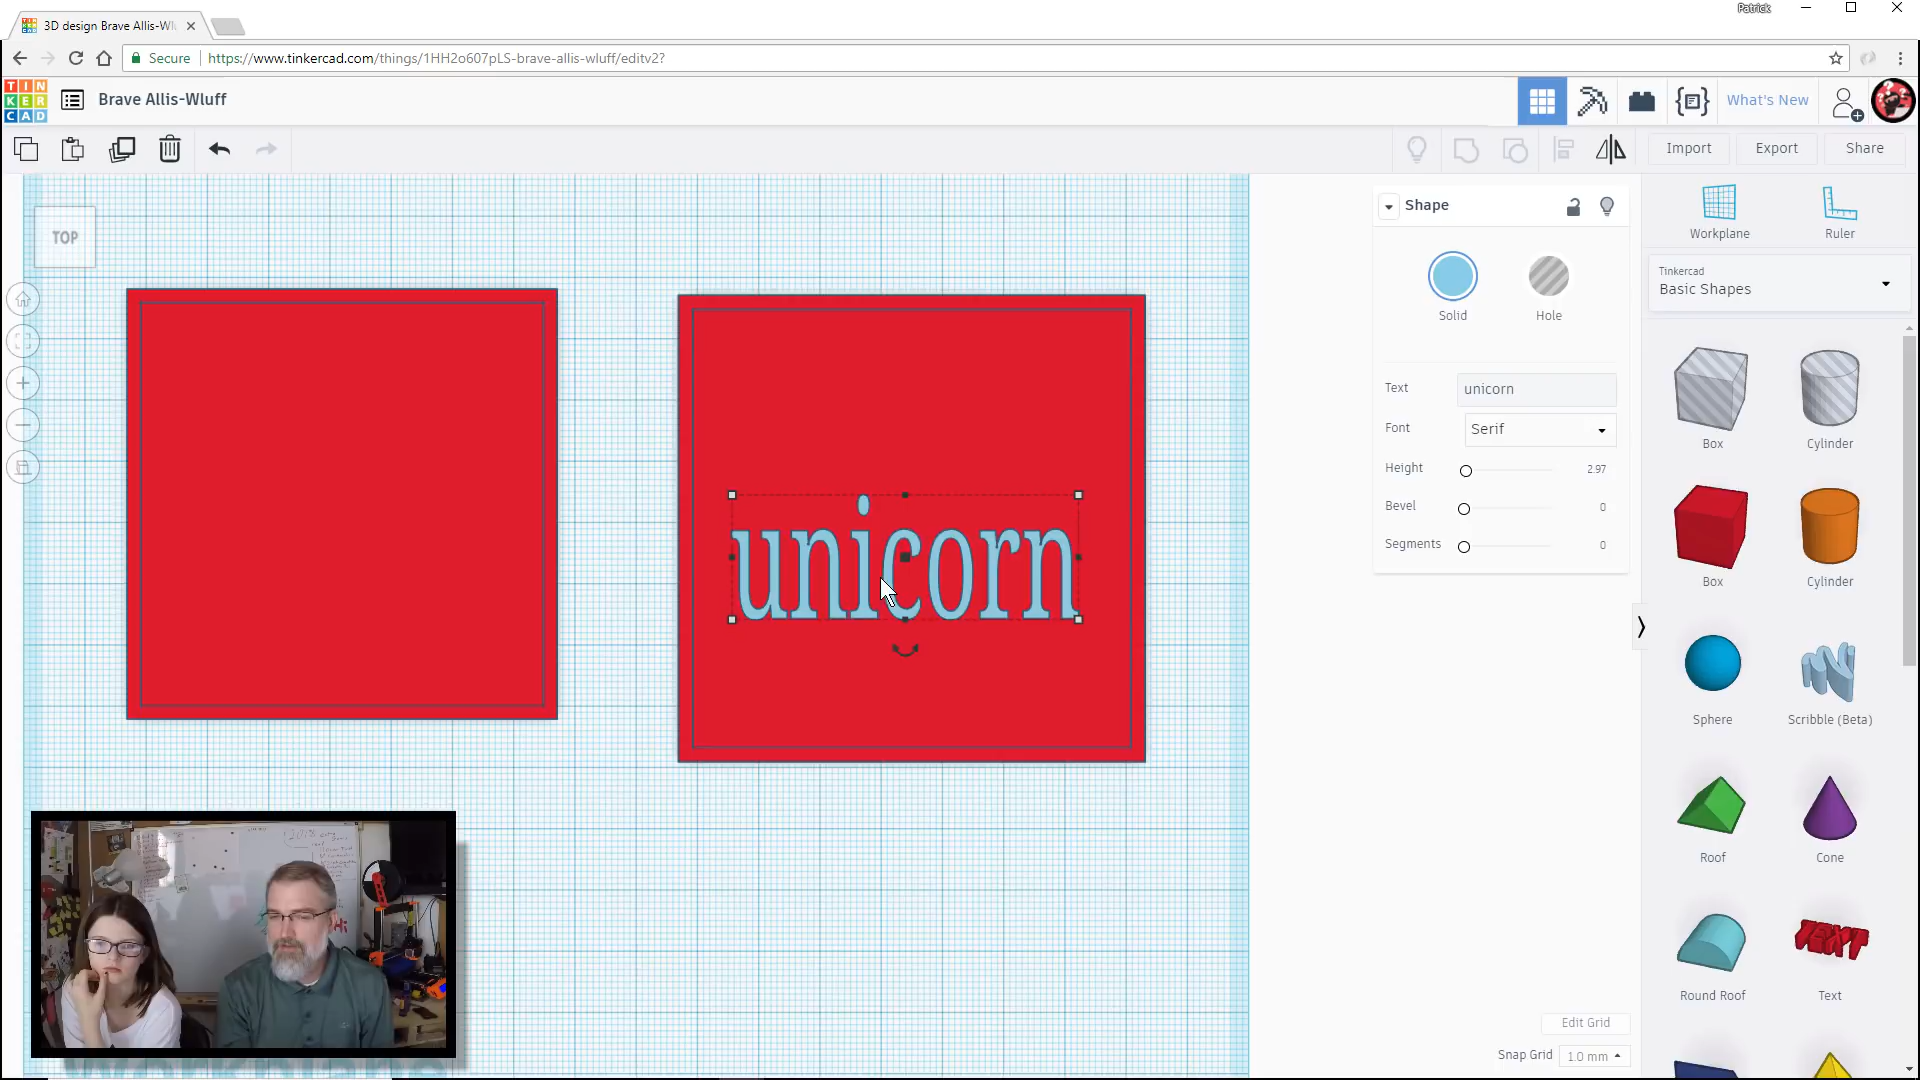 3D design Brave Allis-Wlu
Patrick
Secure
https://www.tinkercad.com/things/1HH2o607pLS-brave-allis-wluff/editv2?
TIN
KER
CAD
Brave Allis-Wluff
What's New
Import
Export
Share
TOP
Shape
Solid
Hole
Text
unicorn
Font
Serif
Height
2.97
Bevel
0
Segments
0
unicorn
Workplane
Ruler
Tinkercad
Basic Shapes
Box
Cylinder
Box
Cylinder
Sphere
Scribble (Beta)
Roof
Cone
TEXT
Round Roof
Text
Edit Grid
Snap Grid
1.0 mm
Workplane